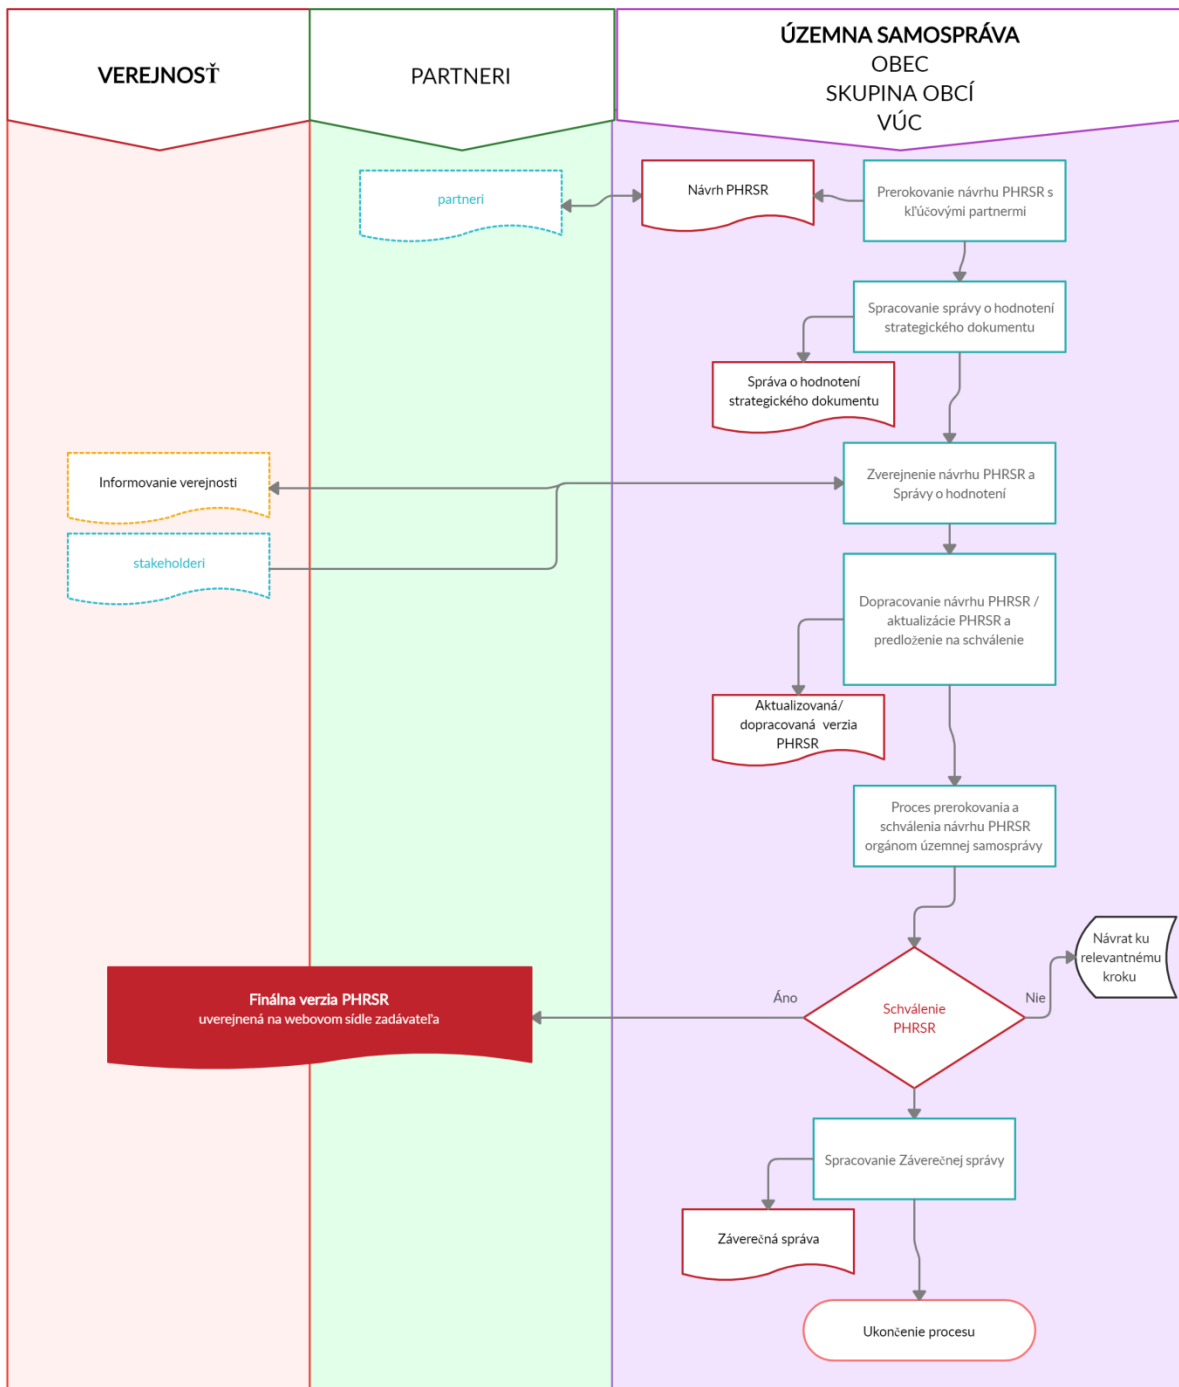 VEREJNOSŤ
PARTNERI
ÚZEMNA SAMOSPRÁVA
OBEC
SKUPINA OBCÍ
VÚC
partneri
Návrh PHRSR
Prerokovanie návrhu PHRSR s
kľúčovými partnermi
Spracovanie správy o hodnotení
strategického dokumentu
Správa o hodnotení
strategického dokumentu
Informovanie verejnosti
Zverejnenie návrhu PHRSR a
Správy o hodnotení
stakeholderi
Dopracovanie návrhu PHRSR /
aktualizácie PHRSR a
predloženie na schválenie
Aktualizovaná/
dopracovaná verzia
PHRSR
Proces prerokovania a
schválenia návrhu PHRSR
orgánom územnej samosprávy
Návrat ku
relevantnému
kroku
Áno
Nie
Schválenie
PHRSR
Finálna verzia PHRSR
uverejnená na webovom sídle zadávateľa
Spracovanie Záverečnej správy
Záverečná správa
Ukončenie procesu